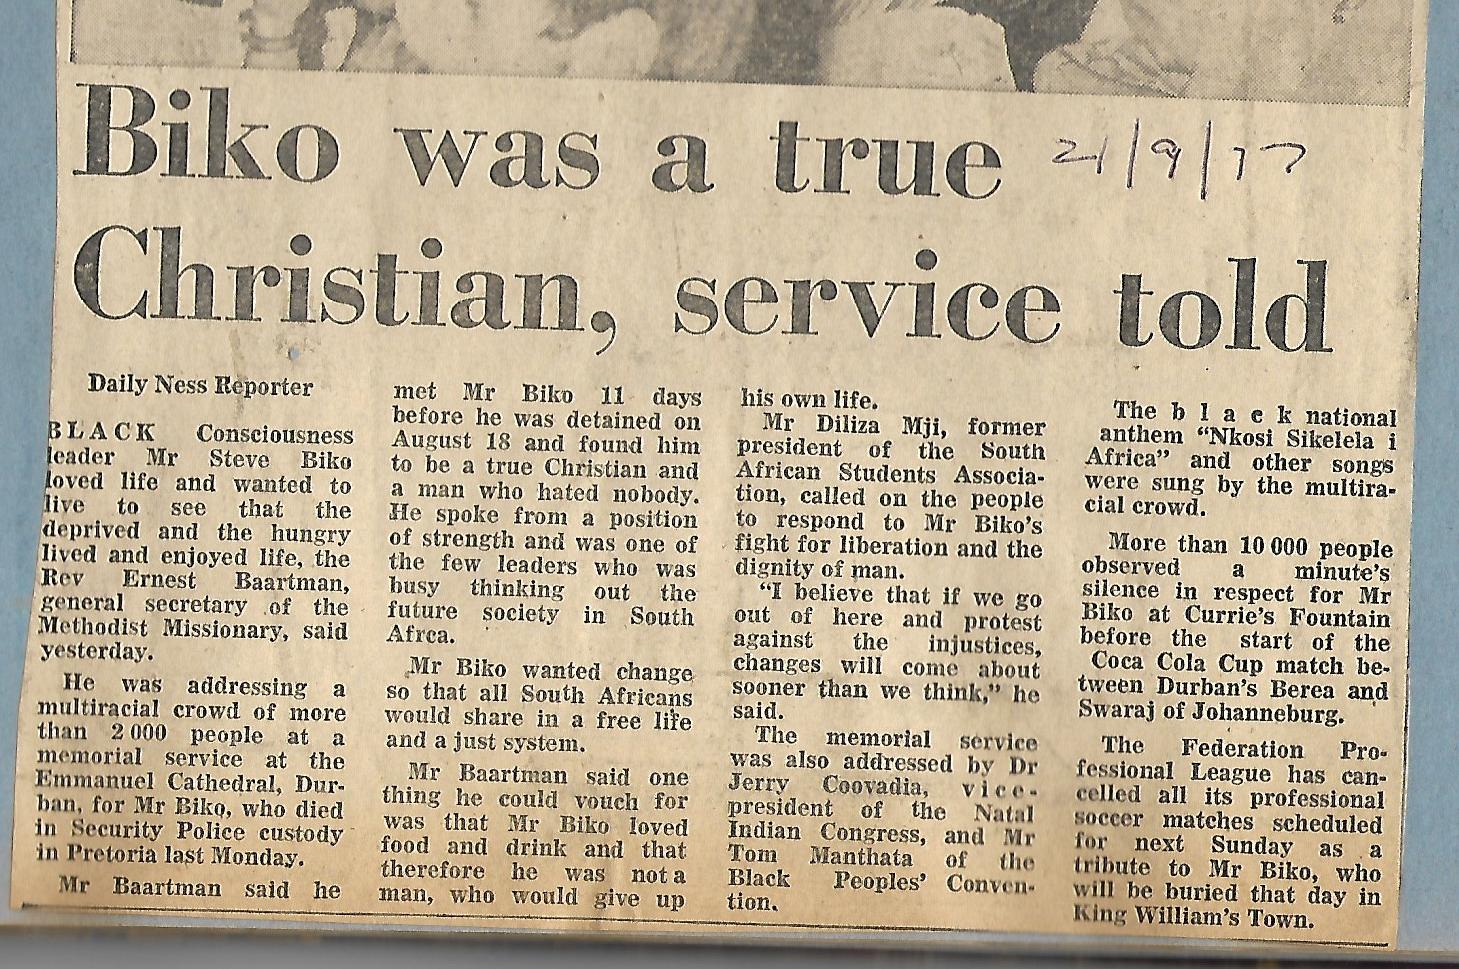 Biko was a true 21/9/77
Christian, service told
Daily Ness Reporter
BLACK Consciousness
leader Mr Steve Biko
loved life and wanted to
live to see that the
deprived and the hungry
lived and enjoyed life, the
Rev Ernest Baartman,
general secretary of the
Methodist Missionary, said
yesterday.
He was addressing a
multiracial crowd of more
than 2 000 people at a
memorial service at the
Emmanuel Cathedral, Dur-
ban, for Mr Biko, who died
in Security Police custody
in Pretoria last Monday.
Mr Baartman said he
met Mr Biko 11 days
before he was detained on
August 18 and found him
to be a true Christian and
a man who hated nobody.
He spoke from a position
of strength and was one of
the few leaders who was
busy thinking out the
future society in South
Afrca.
Mr Biko wanted change
so that all South Africans
would share in a free life
and a just system.
Mr Baartman said one
thing he could vouch for
was that Mr Biko loved
food and drink and that
therefore he was not a
man, who would give up
his own life.
Mr Diliza Mji, former
president of the South
African Students Associa-
tion, called on the people
to respond to Mr Biko's
fight for liberation and the
dignity of man.
"I believe that if we go
out of here and protest
against the injustices,
changes will come about
sooner than we think," he
said.
The memorial service
was also addressed by Dr
Jerry Coovadia, vice-
president of the Natal
Indian Congress, and Mr
Tom Manthata of the
Black Peoples' Conven-
tion.
The black national
anthem "Nkosi Sikelela i
Africa" and other songs
were sung by the multira-
cial crowd.
More than 10 000 people
observed a minute's
silence in respect for Mr
Biko at Currie's Fountain
before the start of the
Coca Cola Cup match be-
tween Durban's Berea and
Swaraj of Johanneburg.
The Federation Pro-
fessional League has can-
celled all its professional
soccer matches scheduled
for next Sunday as a
tribute to Mr Biko, who
will be buried that day in
King William's Town.